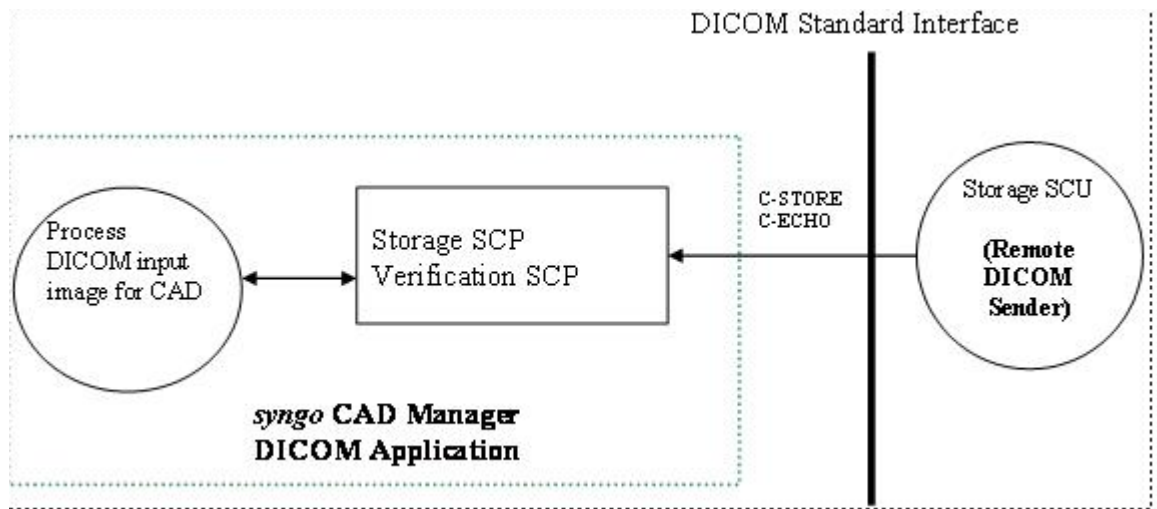 DICOM Standard Interface
Process
DICOM input
image for CAD
Storage SCP
Verification SCP
C-STORE
C-ECHO
Storage SCU
(Remote
DICOM
Sender)
syngo CAD Manager
DICOM Application